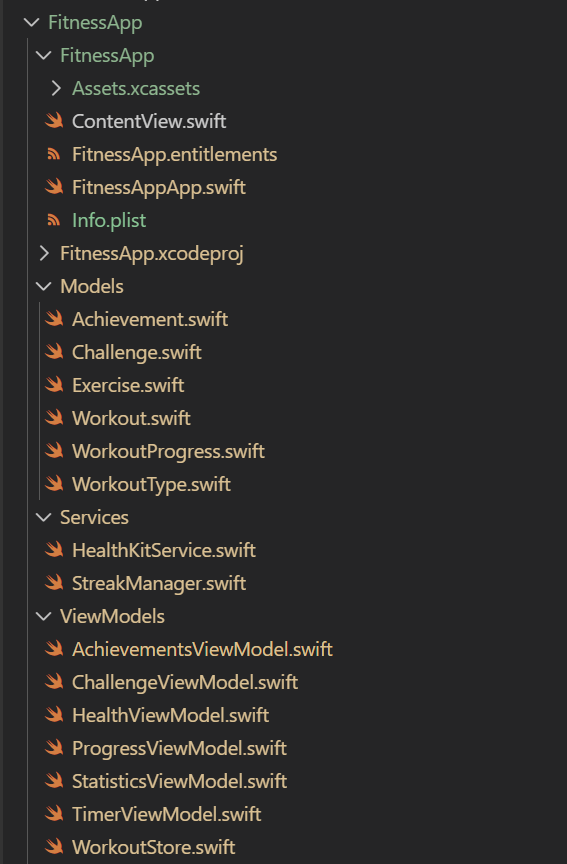 FitnessApp
FitnessApp
Assets.xcassets
ContentView.swift
FitnessApp.entitlements
FitnessAppApp.swift
Info.plist
FitnessApp.xcodeproj
Models
Achievement.swift
Challenge.swift
Exercise.swift
Workout.swift
WorkoutProgress.swift
WorkoutType.swift
Services
HealthKitService.swift
StreakManager.swift
ViewModels
AchievementsViewModel.swift
ChallengeViewModel.swift
HealthViewModel.swift
ProgressViewModel.swift
StatisticsViewModel.swift
TimerViewModel.swift
WorkoutStore.swift